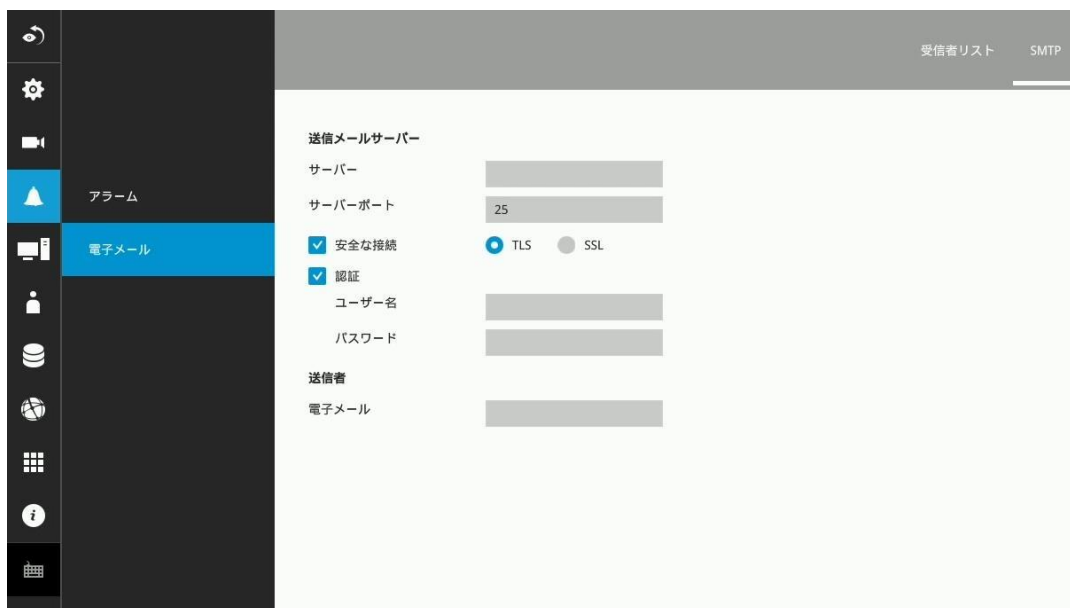 受信者リスト SMTP
送信メールサーバー
サーバー
アラーム
サーバーポート 25
安全な接続 TLS SSL
電子メール
認証
ユーザー名
パスワード
送信者
電子メール